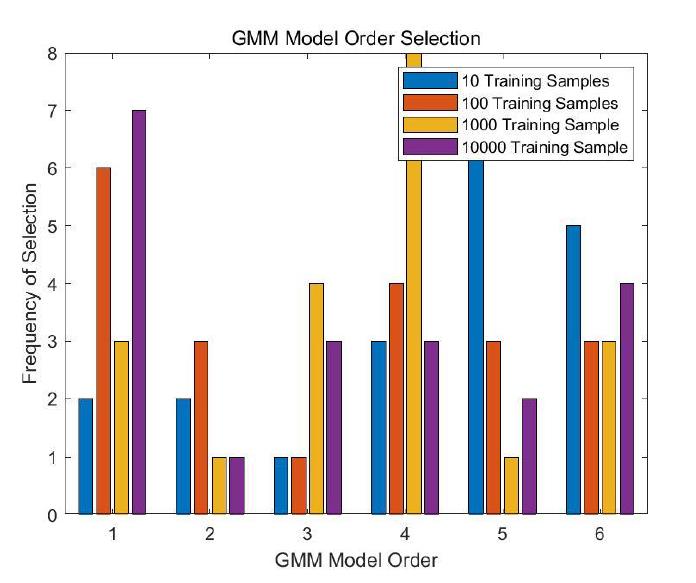 GMM Model Order Selection
8
7
6
5
4
3
2
1
0
Frequency of Selection
10 Training Samples
100 Training Samples
1000 Training Sample
10000 Training Sample
1 2 3 4 5 6
GMM Model Order